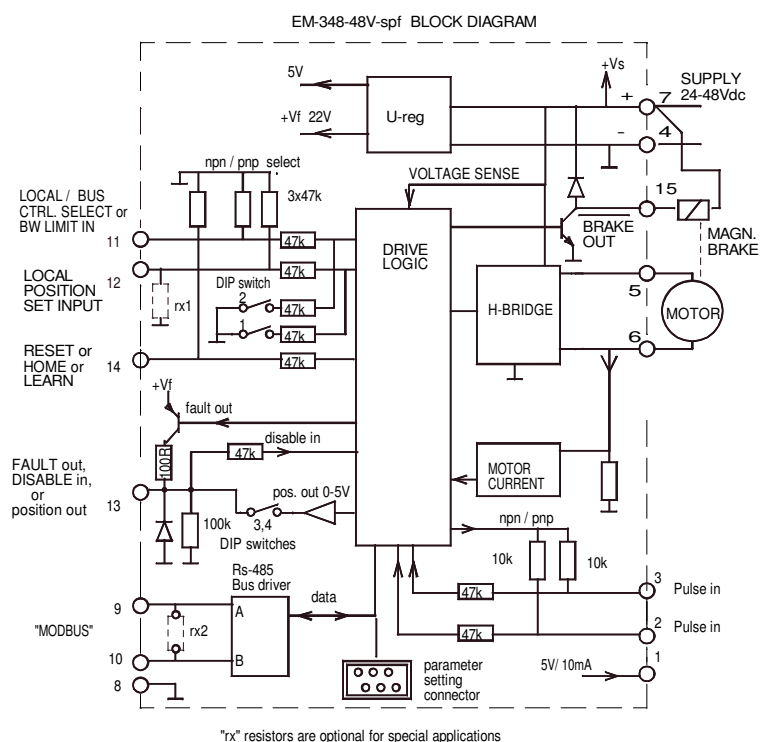 EM-348-48V-spf BLOCK DIAGRAM
+Vs
SUPPLY
24-48Vdc
5V
+Vf 22V
U-reg
+
7
-
4
npn / pnp select
3x47k
VOLTAGE SENSE
15
LOCAL / BUS
CTRL. SELECT or
BW LIMIT IN
11
47k
DRIVE
LOGIC
BRAKE
OUT
MAGN.
BRAKE
LOCAL
POSITION
SET INPUT
12
47k
rx1
DIP switch
2
47k
1
47k
H-BRIDGE
5
MOTOR
6
RESET or
HOME or
LEARN
14
47k
+Vf
fault out
100R
disable in
47k
MOTOR
CURRENT
FAULT out,
DISABLE in,
or
position out
13
100k
pos. out 0-5V
3,4
DIP switches
npn / pnp
10k
10k
Rs-485
Bus driver
47k
3
Pulse in
9
A
data
"MODBUS"
rx2
47k
2
Pulse in
10
B
8
parameter
setting
connector
5V/ 10mA
1
"rx" resistors are optional for special applications